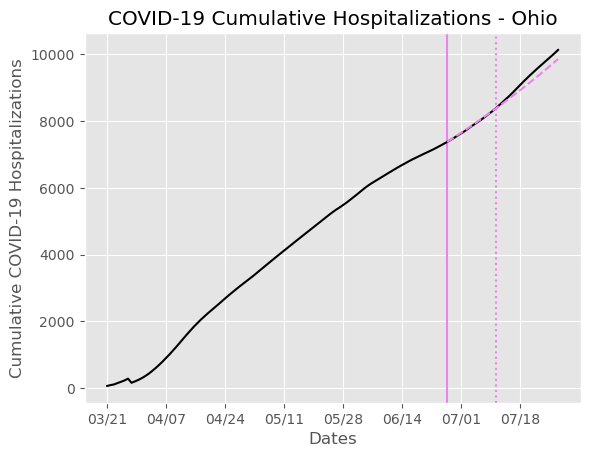 COVID-19 Cumulative Hospitalizations - Ohio
Cumulative COVID-19 Hospitalizations
10000
8000
6000
4000
2000
0
03/21 04/07 04/24 05/11 05/28 06/14 07/01 07/18
Dates